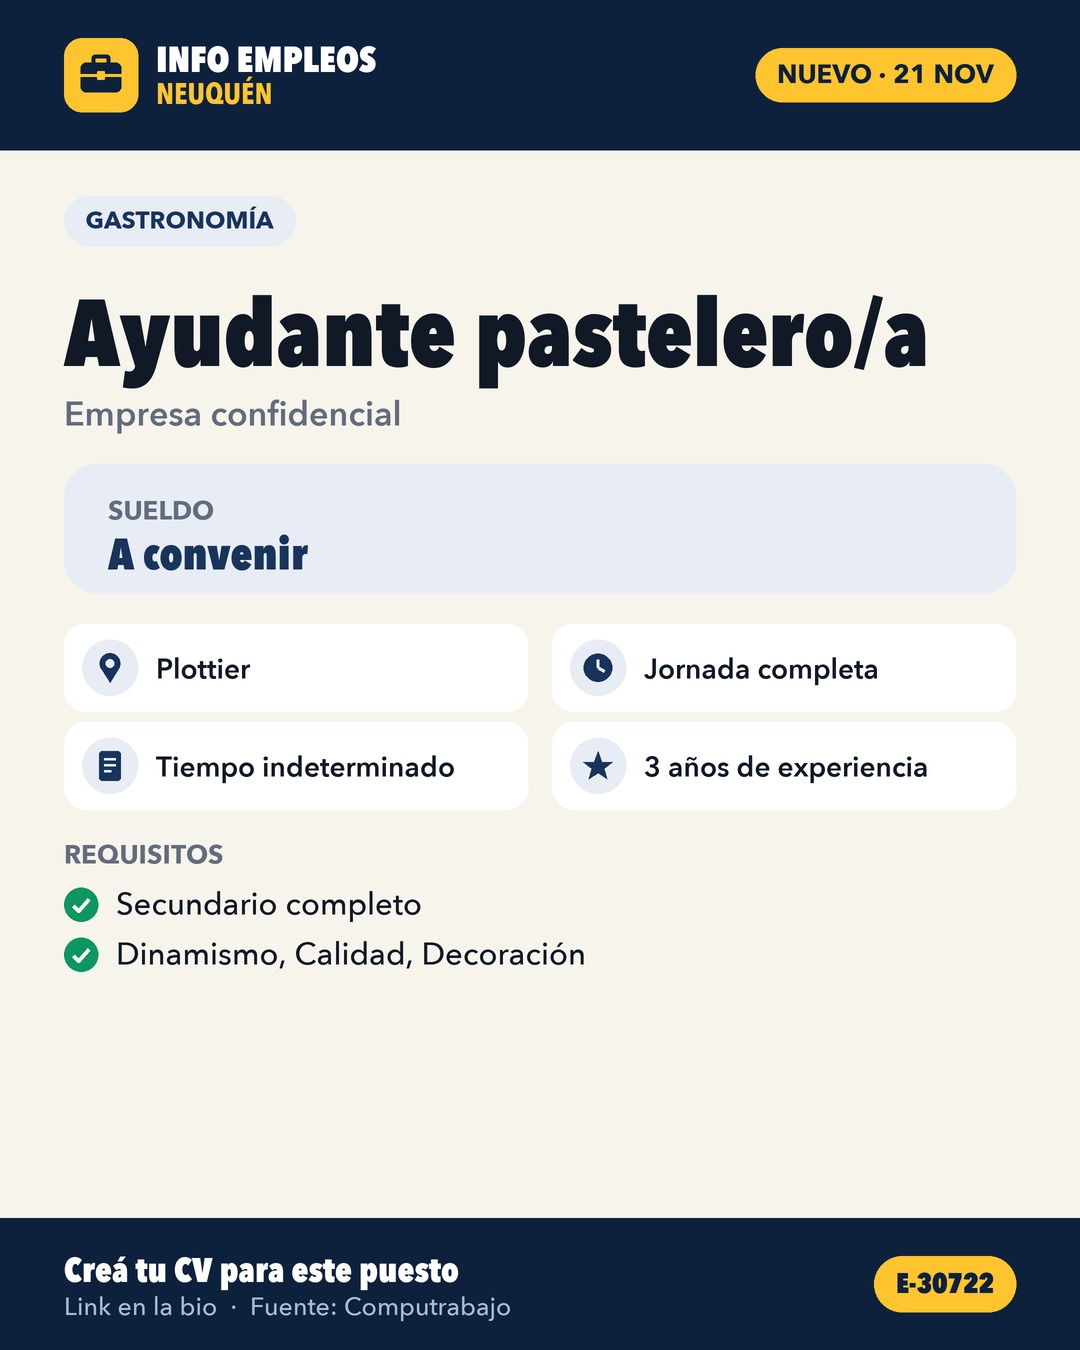 INFO EMPLEOS
NEUQUÉN
NUEVO · 21 NOV
GASTRONOMÍA
Ayudante pastelero/a
Empresa confidencial
SUELDO
A convenir
Plottier
Jornada completa
Tiempo indeterminado
3 años de experiencia
REQUISITOS
Secundario completo
Dinamismo, Calidad, Decoración
Creá tu CV para este puesto
Link en la bio · Fuente: Computrabajo
E-30722